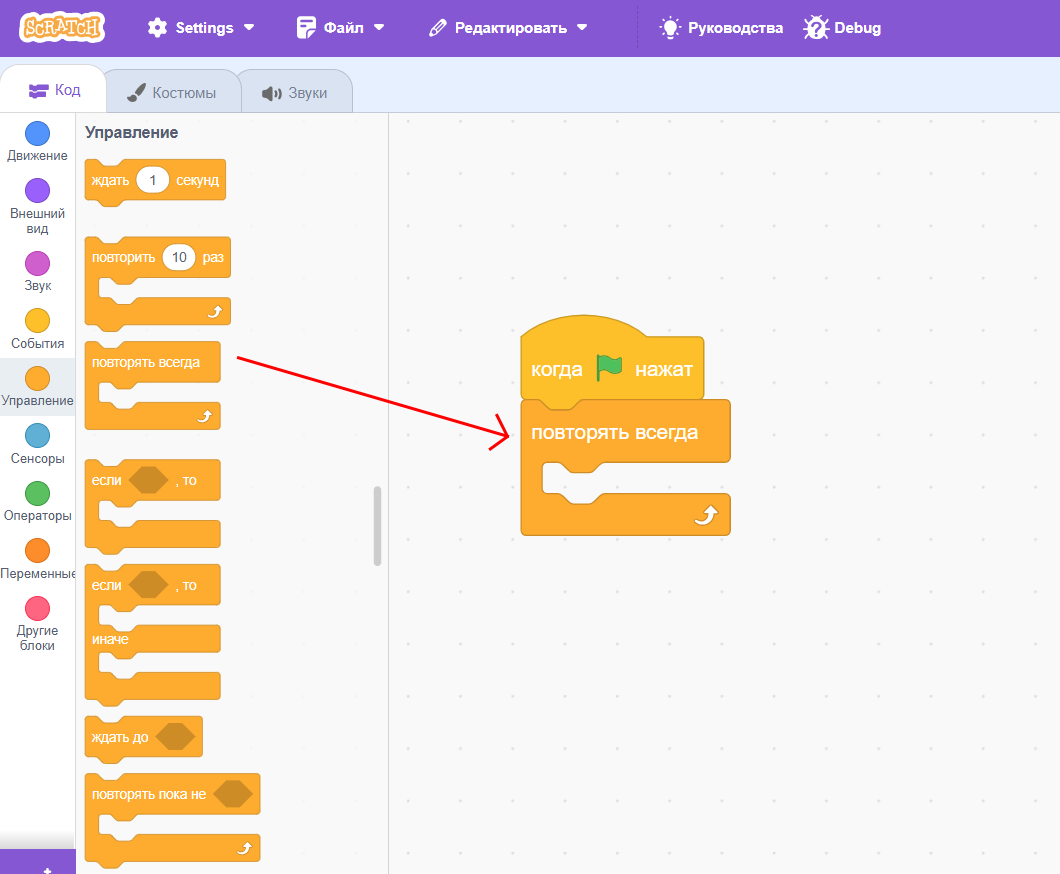 SCRATCH Settings Файл Редактировать Руководства Debug
Код Костюмы Звуки
Движение
Внешний
вид
Звук
События
Управление
Сенсоры
Операторы
Переменные
Другие
блоки
Управление
ждать 1 секунд
повторить 10 раз
повторять всегда
если , то
если , то
иначе
ждать до
повторять пока не
когда нажат
повторять всегда